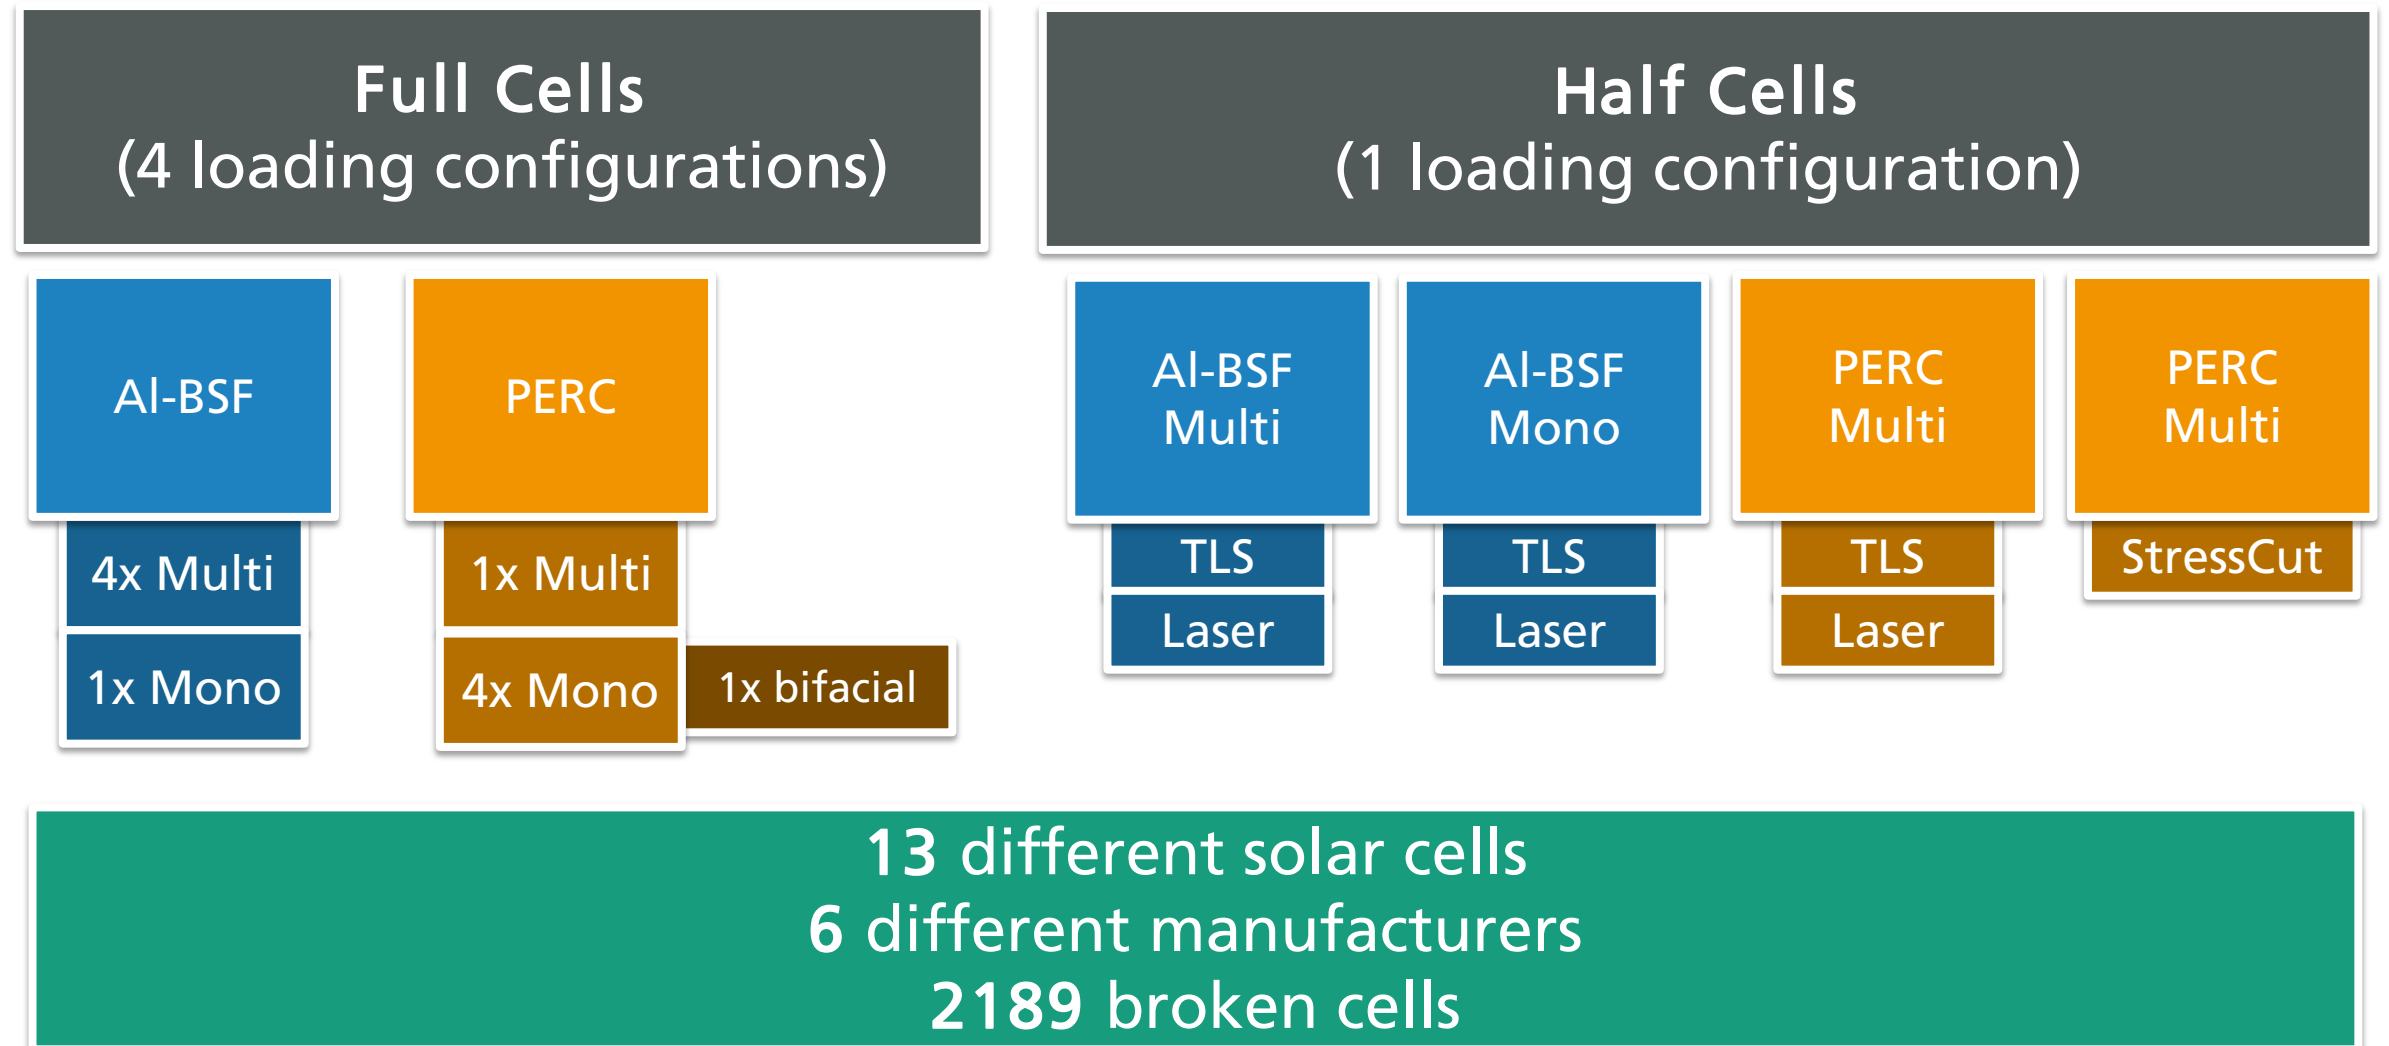 Full Cells
(4 loading configurations)
Half Cells
(1 loading configuration)
Al-BSF
4x Multi
1x Mono
PERC
1x Multi
4x Mono
1x bifacial
Al-BSF
Multi
TLS
Laser
Al-BSF
Mono
TLS
Laser
PERC
Multi
TLS
Laser
PERC
Multi
StressCut
13 different solar cells
6 different manufacturers
2189 broken cells